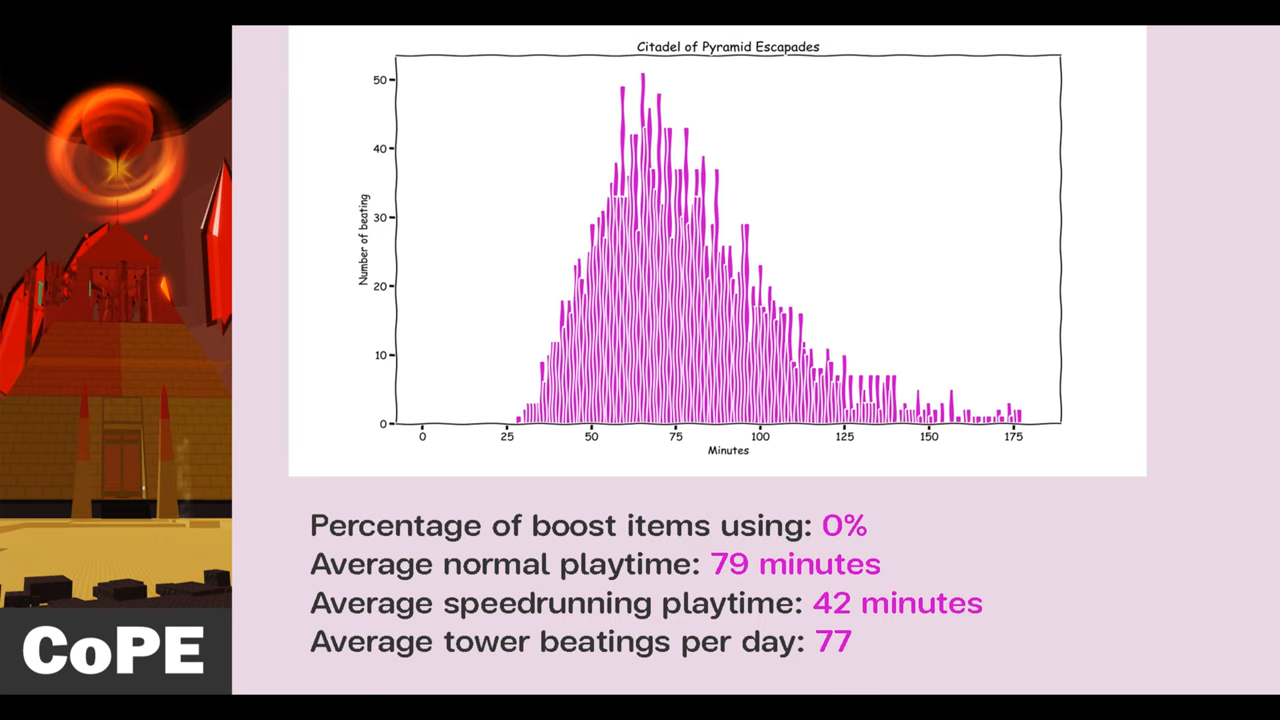 Citadel of Pyramid Escapades
50
40
30
20
10
0
Number of beating
0 25 50 75 100 125 150 175
Minutes
Percentage of boost items using: 0%
Average normal playtime: 79 minutes
Average speedrunning playtime: 42 minutes
Average tower beatings per day: 77
CoPE